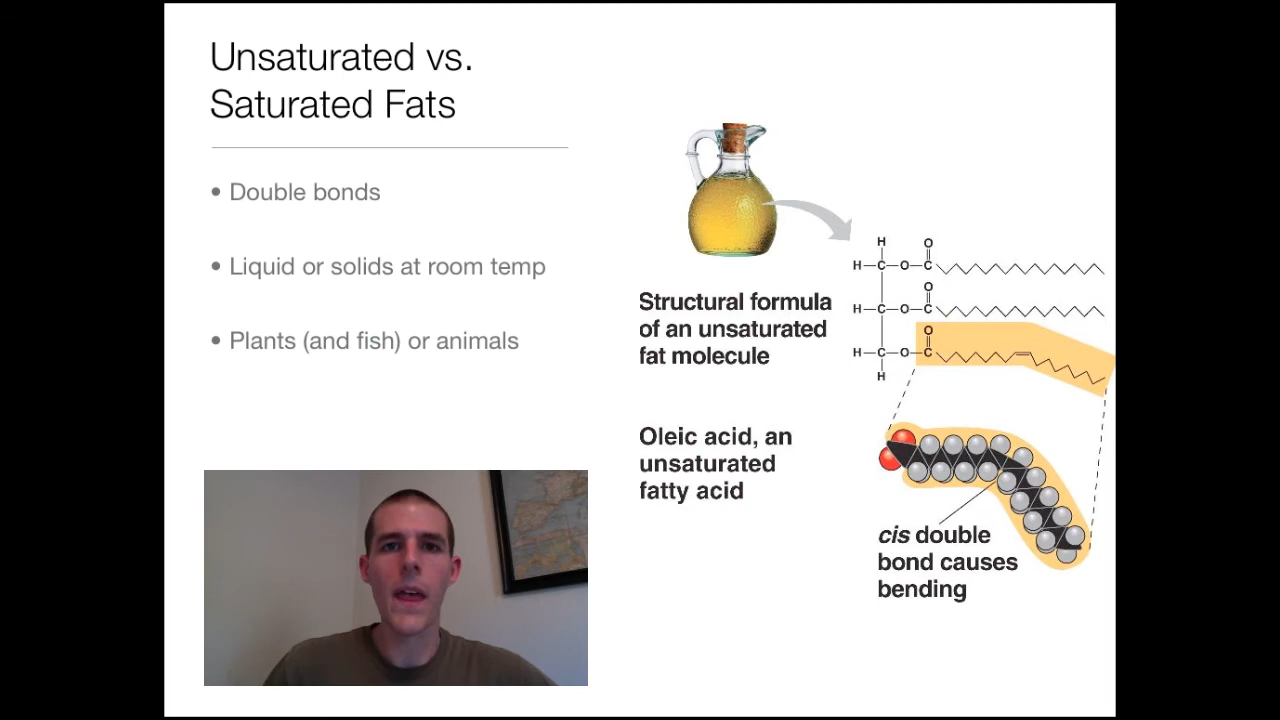 Unsaturated vs.
Saturated Fats
• Double bonds
• Liquid or solids at room temp
• Plants (and fish) or animals
Structural formula
of an unsaturated
fat molecule
H O
H—C—O—C
O
H—C—O—C
O
H—C—O—C
H
Oleic acid, an
unsaturated
fatty acid
cis double
bond causes
bending